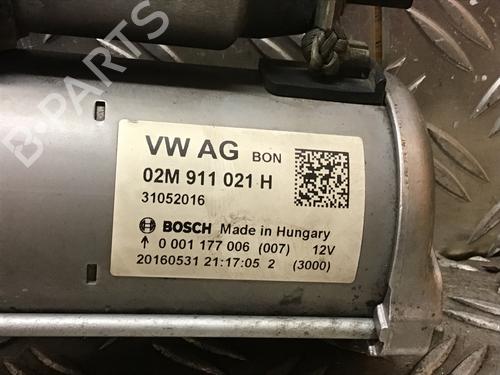 B-PARTS
VW AG BON
02M 911 021 H
31052016
BOSCH Made in Hungary
↑ 0 001 177 006 (007) 12V
20160531 21:17:05 2 (3000)